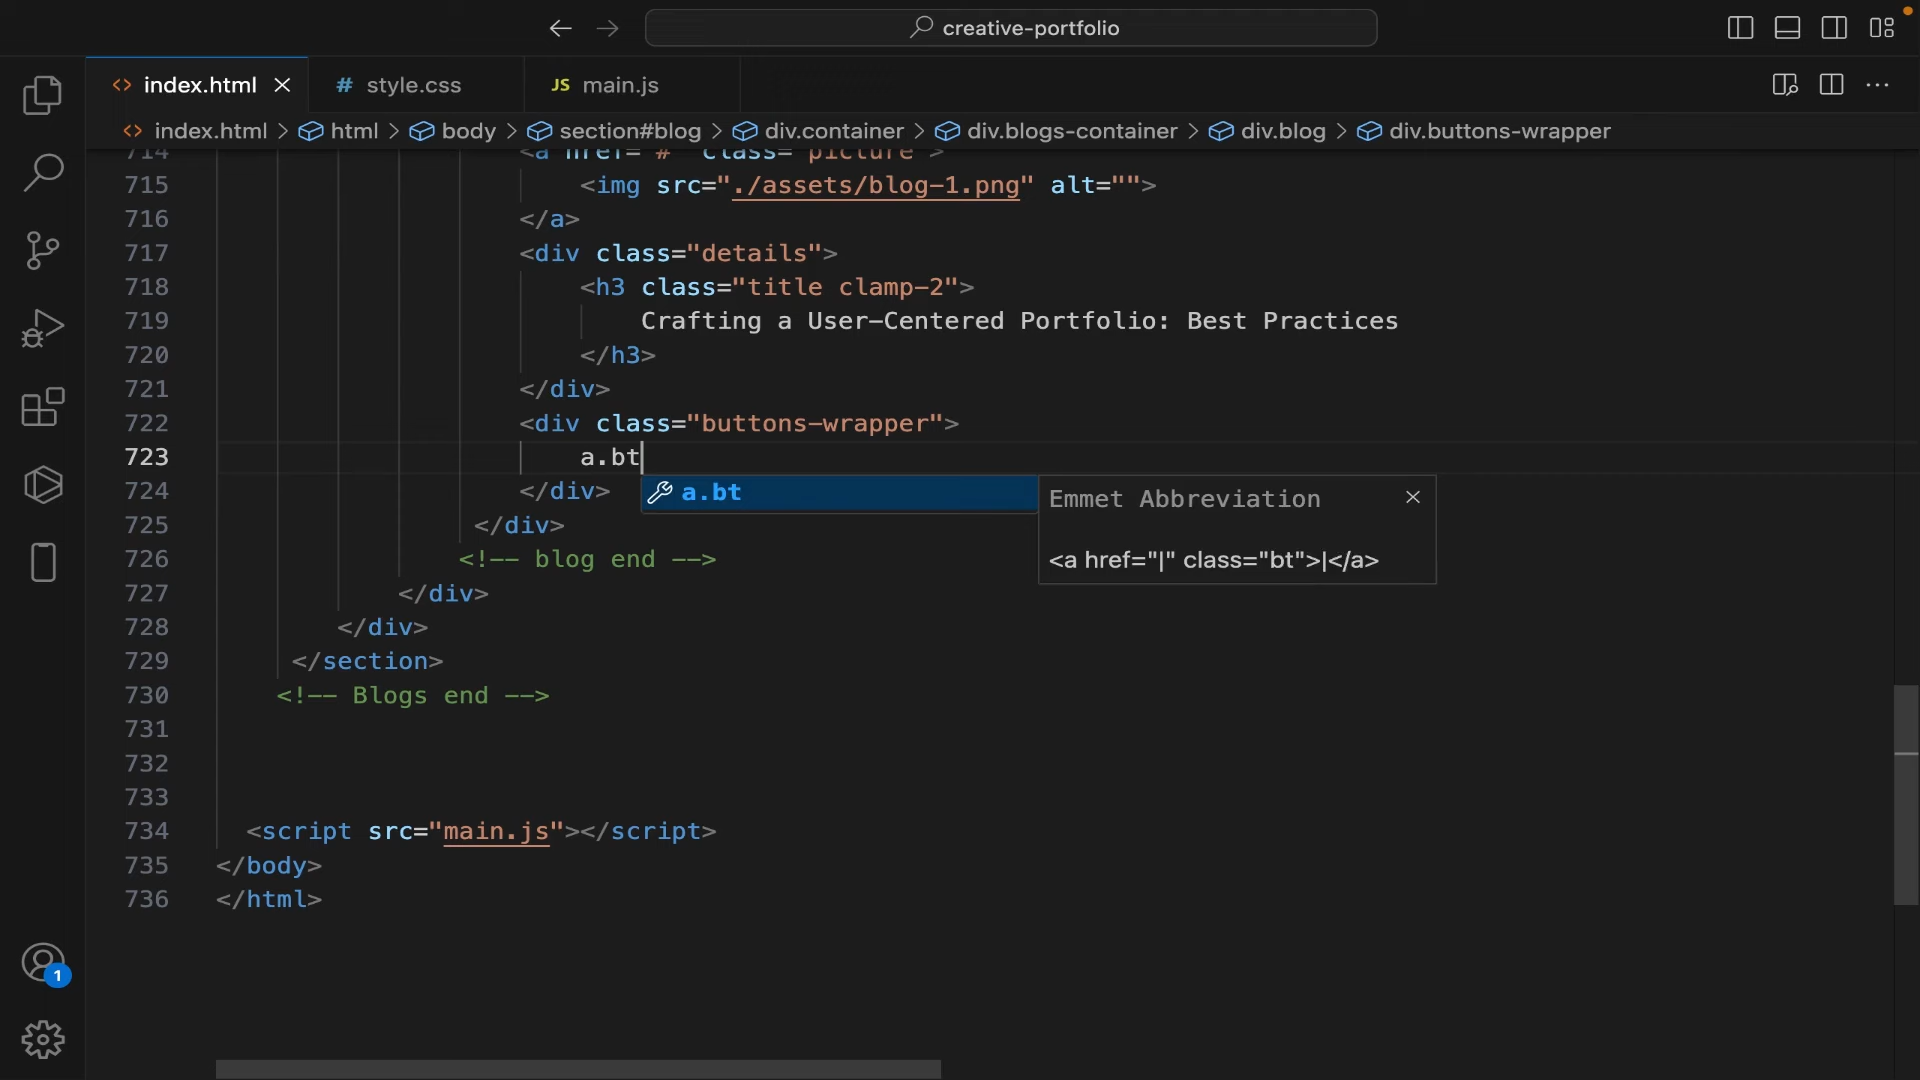 creative-portfolio
index.html
# style.css
JS main.js
<> index.html > html > body > section#blog > div.container > div.blogs-container > div.blog > div.buttons-wrapper
714 <a href="#" class="picture">
715 <img src="./assets/blog-1.png" alt="">
716 </a>
717 <div class="details">
718 <h3 class="title clamp-2">
719 Crafting a User-Centered Portfolio: Best Practices
720 </h3>
721 </div>
722 <div class="buttons-wrapper">
723 a.bt
a.bt
Emmet Abbreviation
<a href="|" class="bt">|</a>
724 </div>
725 </div>
726 <!-- blog end -->
727 </div>
728 </div>
729 </section>
730 <!-- Blogs end -->
731
732
733
734 <script src="main.js"></script>
735 </body>
736 </html>
1